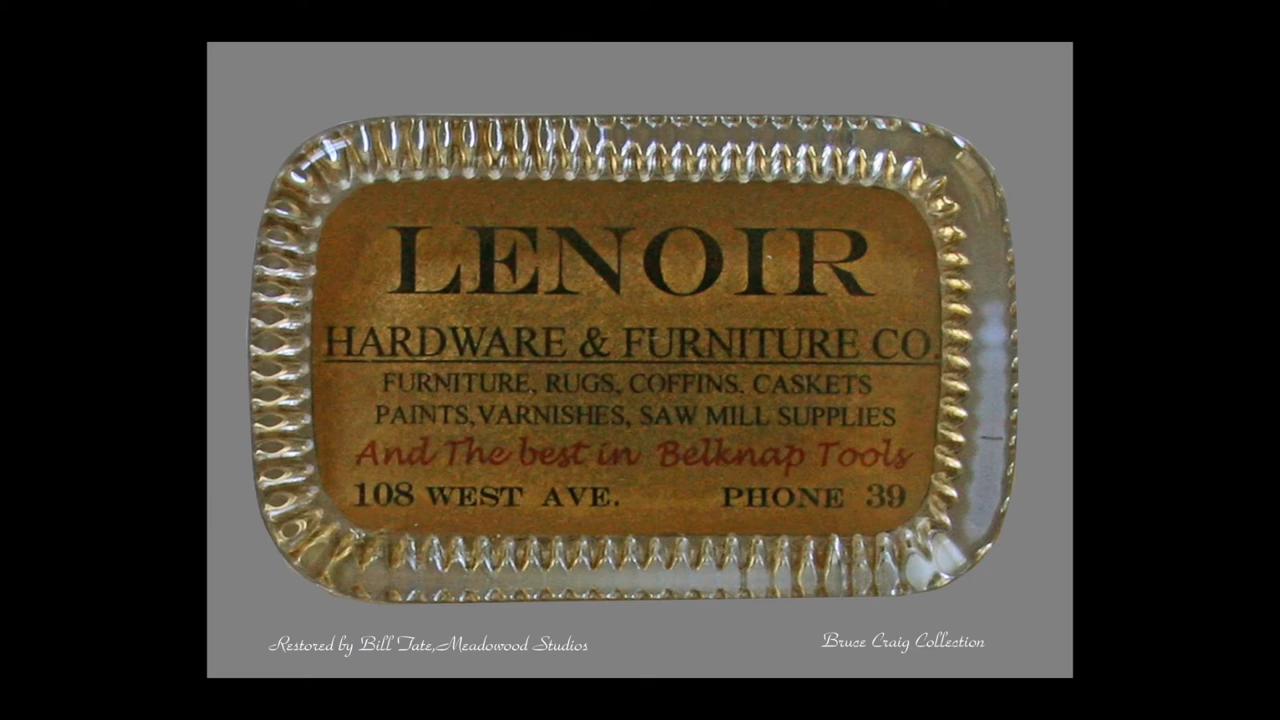 LENOIR
HARDWARE & FURNITURE CO.
FURNITURE, RUGS, COFFINS. CASKETS
PAINTS, VARNISHES, SAW MILL SUPPLIES
And The best in Belknap Tools
108 WEST AVE. PHONE 39
Restored by Bill Tate, Meadowood Studios
Bruce Craig Collection